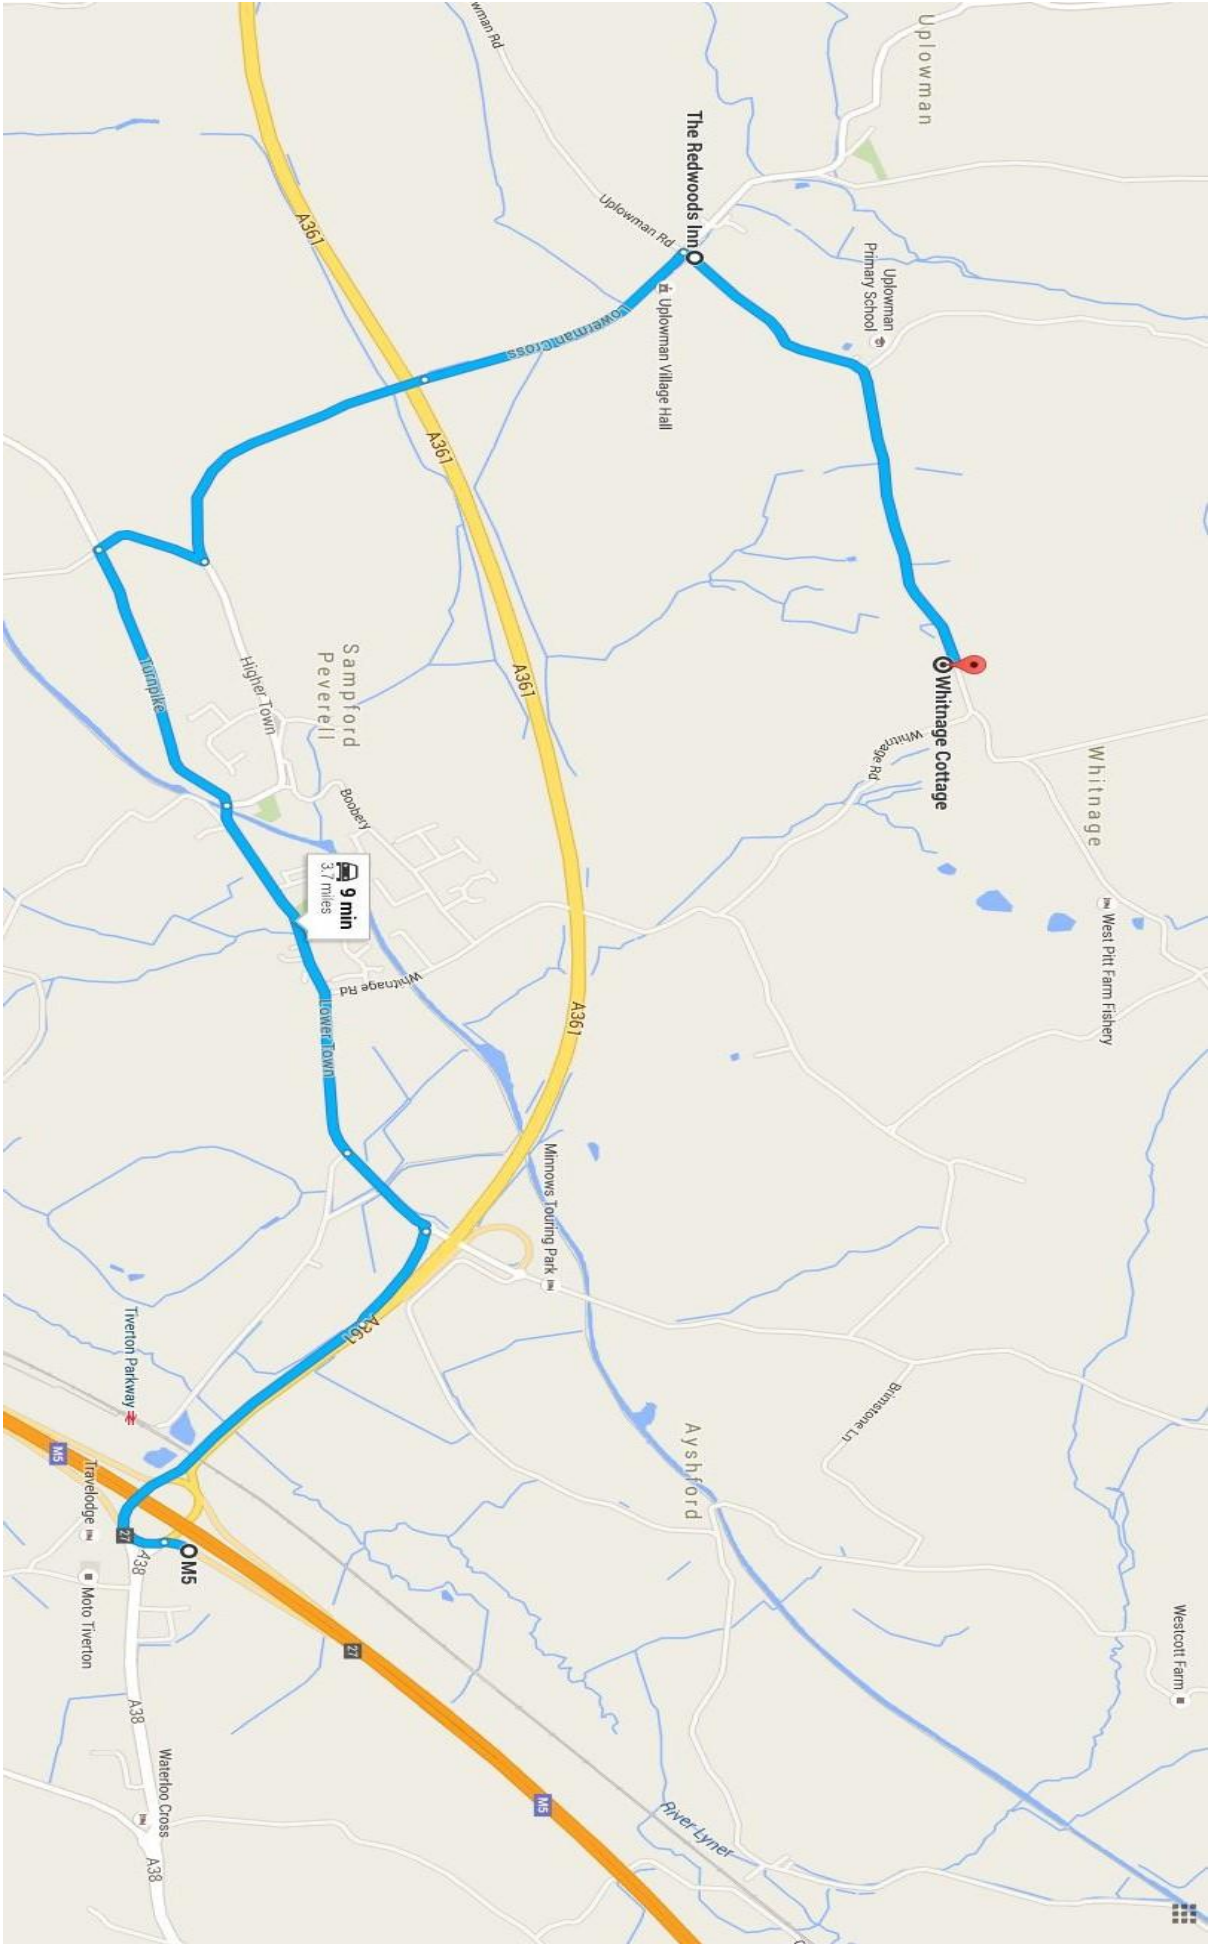 Uplowman
wman Rd
The Redwoods Inn
Uplowman Rd
Uplowman
Primary School
Uplowman Village Hall
Lowerman Cross
A361
A361
A361
A361
A361
Whitnage Cottage
Whitnage
Whitnage Rd
West Pitt Farm Fishery
Sampford
Peverell
Higher Town
Turnpike
Boobery
9 min
3.7 miles
Whitnage Rd
Lower Town
Minnows Touring Park
Brimstone Ln
Ayshford
Westcott Farm
Tiverton Parkway
M5
Travelodge
27
M5
A38
Moto Tiverton
27
A38
Waterloo Cross
A38
M5
River Lyner